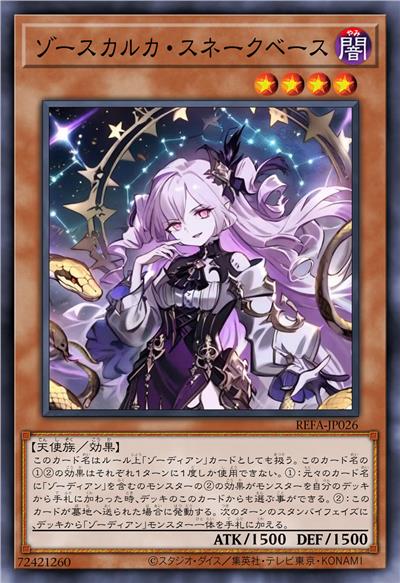 ゾースカルカ・スネークベース
やみ
闇
REFA-JP026
【天使族／効果】
このカード名はルール上「ゾーディアン」カードとしても扱う。このカード名の
①②の効果はそれぞれ1ターンに1度しか使用できない。①：元々のカード名
に「ゾーディアン」を含むモンスターの②の効果がモンスターを自分のデッキ
から手札に加わった時、デッキのこのカードからも選ぶ事ができる。②：この
カードが墓地へ送られた場合に発動する。次のターンのスタンバイフェイズに
デッキから「ゾーディアン」モンスター一体を手札に加える。
ATK/1500 DEF/1500
72421260
©スタジオ・ダイス/集英社・テレビ東京・KONAMI